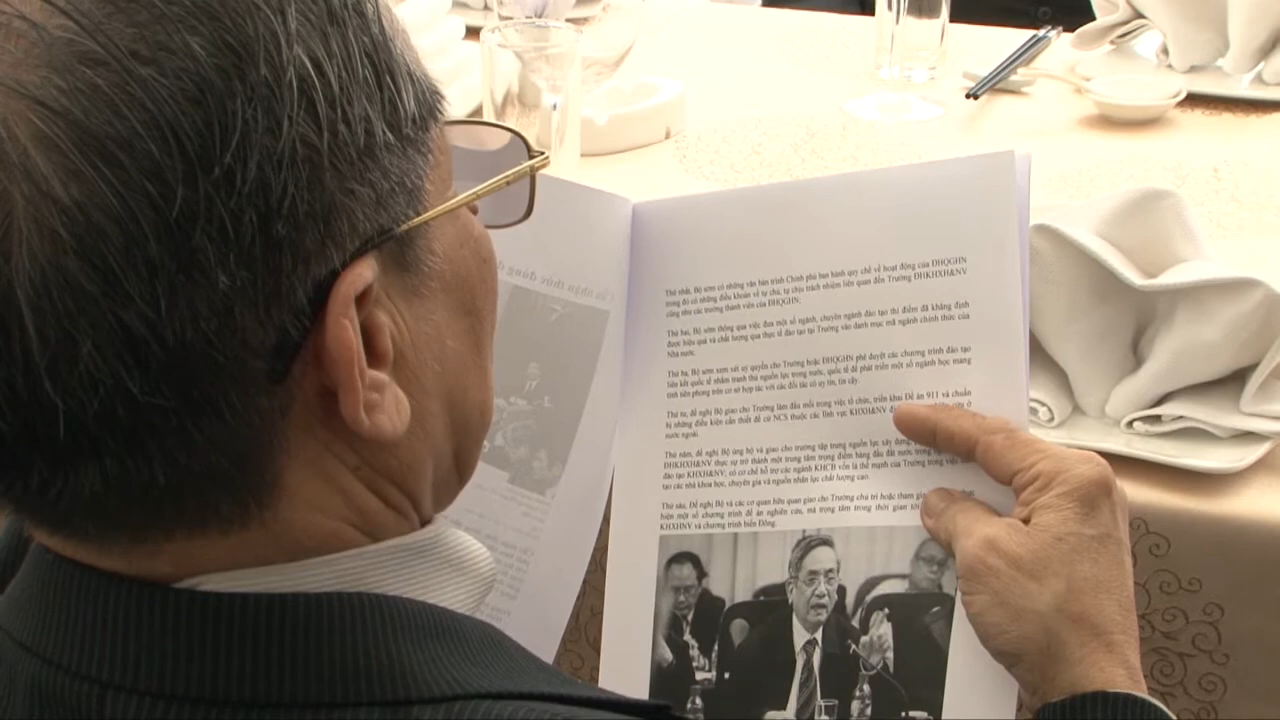 Thứ nhất, Bộ sớm có những văn bản trình Chính phủ ban hành quy chế về hoạt động của ĐHQGHN
trong đó có những điều khoản về tự chủ, tự chịu trách nhiệm liên quan đến Trường ĐHKHXH&NV
cũng như các trường thành viên của ĐHQGHN;
Thứ hai, Bộ sớm thông qua việc đưa một số ngành, chuyên ngành đào tạo thí điểm đã khẳng định
được hiệu quả và chất lượng qua thực tế đào tạo tại Trường vào danh mục mã ngành chính thức của
Nhà nước.
Thứ ba, Bộ sớm xem xét uỷ quyền cho Trường hoặc ĐHQGHN phê duyệt các chương trình đào tạo
liên kết quốc tế nhằm tranh thủ nguồn lực trong nước, quốc tế để phát triển một số ngành học mang
tính tiên phong trên cơ sở hợp tác với các đối tác có uy tín, tin cậy.
Thứ tư, đề nghị Bộ giao cho Trường làm đầu mối trong việc tổ chức, triển khai Đề án 911 và chuẩn
bị những điều kiện cần thiết để cử NCS thuộc các lĩnh vực KHXH&NV cứu ở
nước ngoài.
Thứ năm, đề nghị Bộ ủng hộ và giao cho trường tập trung nguồn lực xây dựng,
ĐHKHXH&NV thực sự trở thành một trung tâm trọng điểm hàng đầu đất nước trong
đào tạo KHXH&NV; có cơ chế hỗ trợ các ngành KHCB vốn là thế mạnh của Trường trong việc
tạo các nhà khoa học, chuyên gia và nguồn nhân lực chất lượng cao.
Thứ sáu, Đề nghị Bộ và các cơ quan hữu quan giao cho Trường chủ trì hoặc tham
hiện một số chương trình đề án nghiên cứu, mà trọng tâm trong thời gian tới
KHXHNV và chương trình biển Đông.